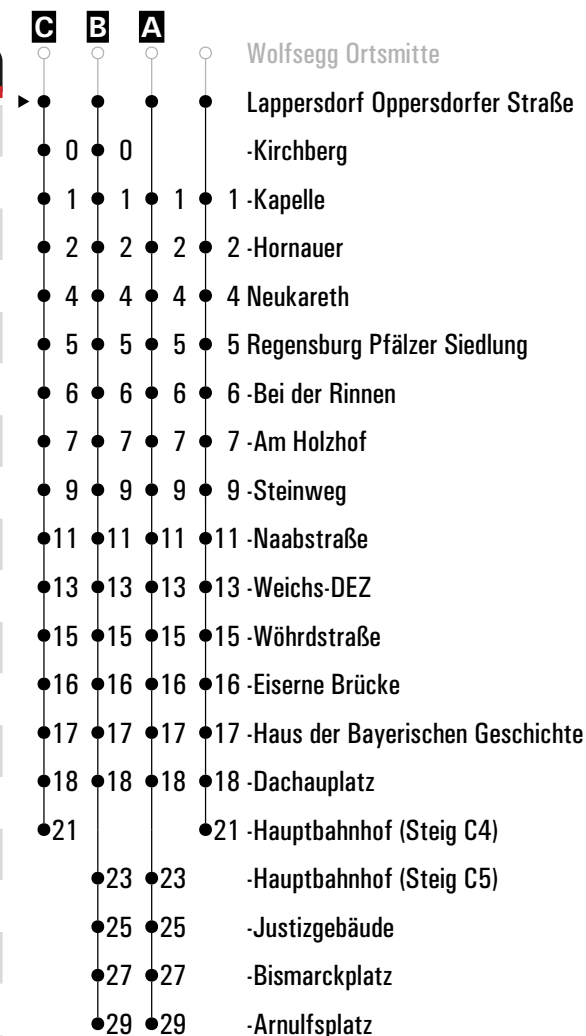 C B A
Wolfsegg Ortsmitte
Lappersdorf Oppersdorfer Straße
0 0 -Kirchberg
1 1 1 1 -Kapelle
2 2 2 2 -Hornauer
4 4 4 4 Neukareth
5 5 5 5 Regensburg Pfälzer Siedlung
6 6 6 6 -Bei der Rinnen
7 7 7 7 -Am Holzhof
9 9 9 9 -Steinweg
11 11 11 11 -Naabstraße
13 13 13 13 -Weichs-DEZ
15 15 15 15 -Wöhrdstraße
16 16 16 16 -Eiserne Brücke
17 17 17 17 -Haus der Bayerischen Geschichte
18 18 18 18 -Dachauplatz
21 21 -Hauptbahnhof (Steig C4)
23 23 -Hauptbahnhof (Steig C5)
25 25 -Justizgebäude
27 27 -Bismarckplatz
29 29 -Arnulfsplatz